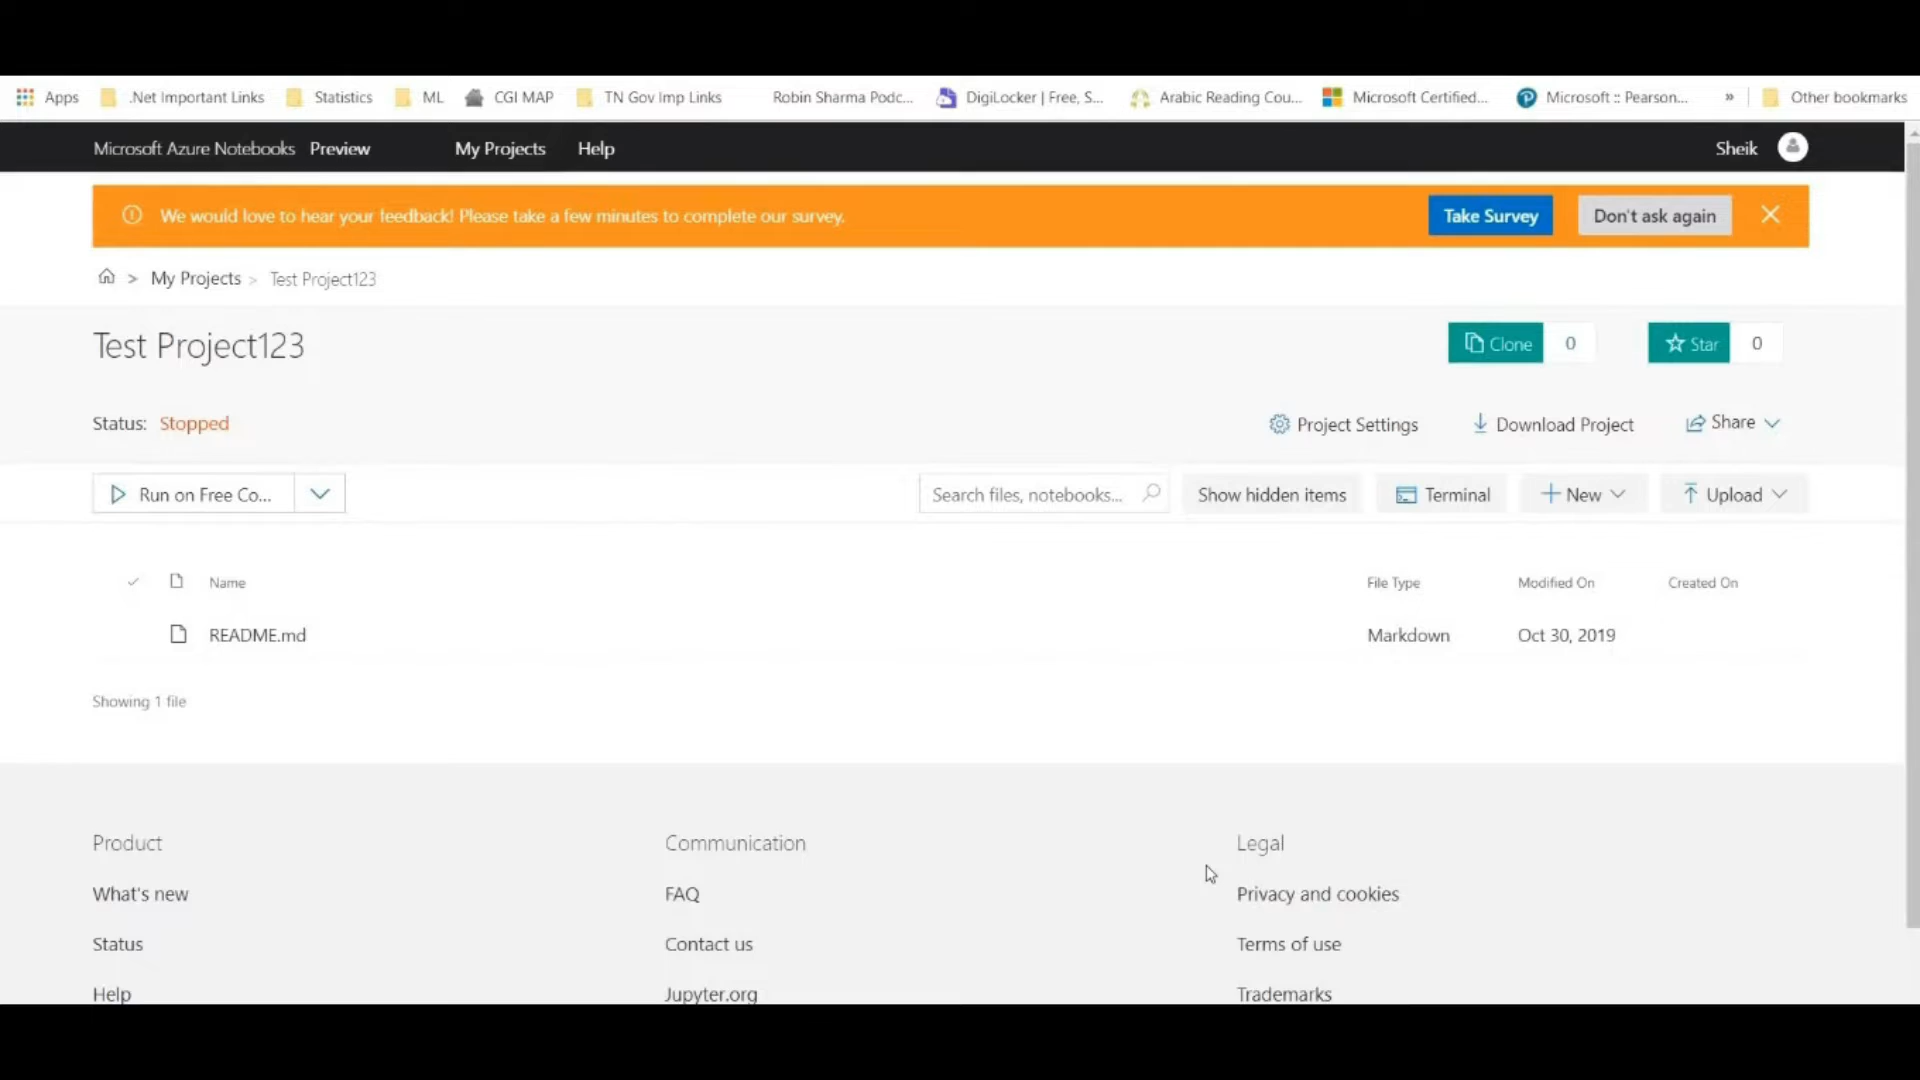 Apps .Net Important Links Statistics ML CGI MAP TN Gov Imp Links Robin Sharma Podc... DigiLocker | Free, S... Arabic Reading Cou... Microsoft Certified... Microsoft :: Pearson... » Other bookmarks
Microsoft Azure Notebooks Preview My Projects Help Sheik
We would love to hear your feedback! Please take a few minutes to complete our survey. Take Survey Don't ask again
> My Projects > Test Project123
Test Project123 Clone 0 Star 0
Status: Stopped Project Settings Download Project Share
Run on Free Co... Search files, notebooks... Show hidden items Terminal + New Upload
Name File Type Modified On Created On
README.md Markdown Oct 30, 2019
Showing 1 file
Product Communication Legal
What's new FAQ Privacy and cookies
Status Contact us Terms of use
Help Jupyter.org Trademarks